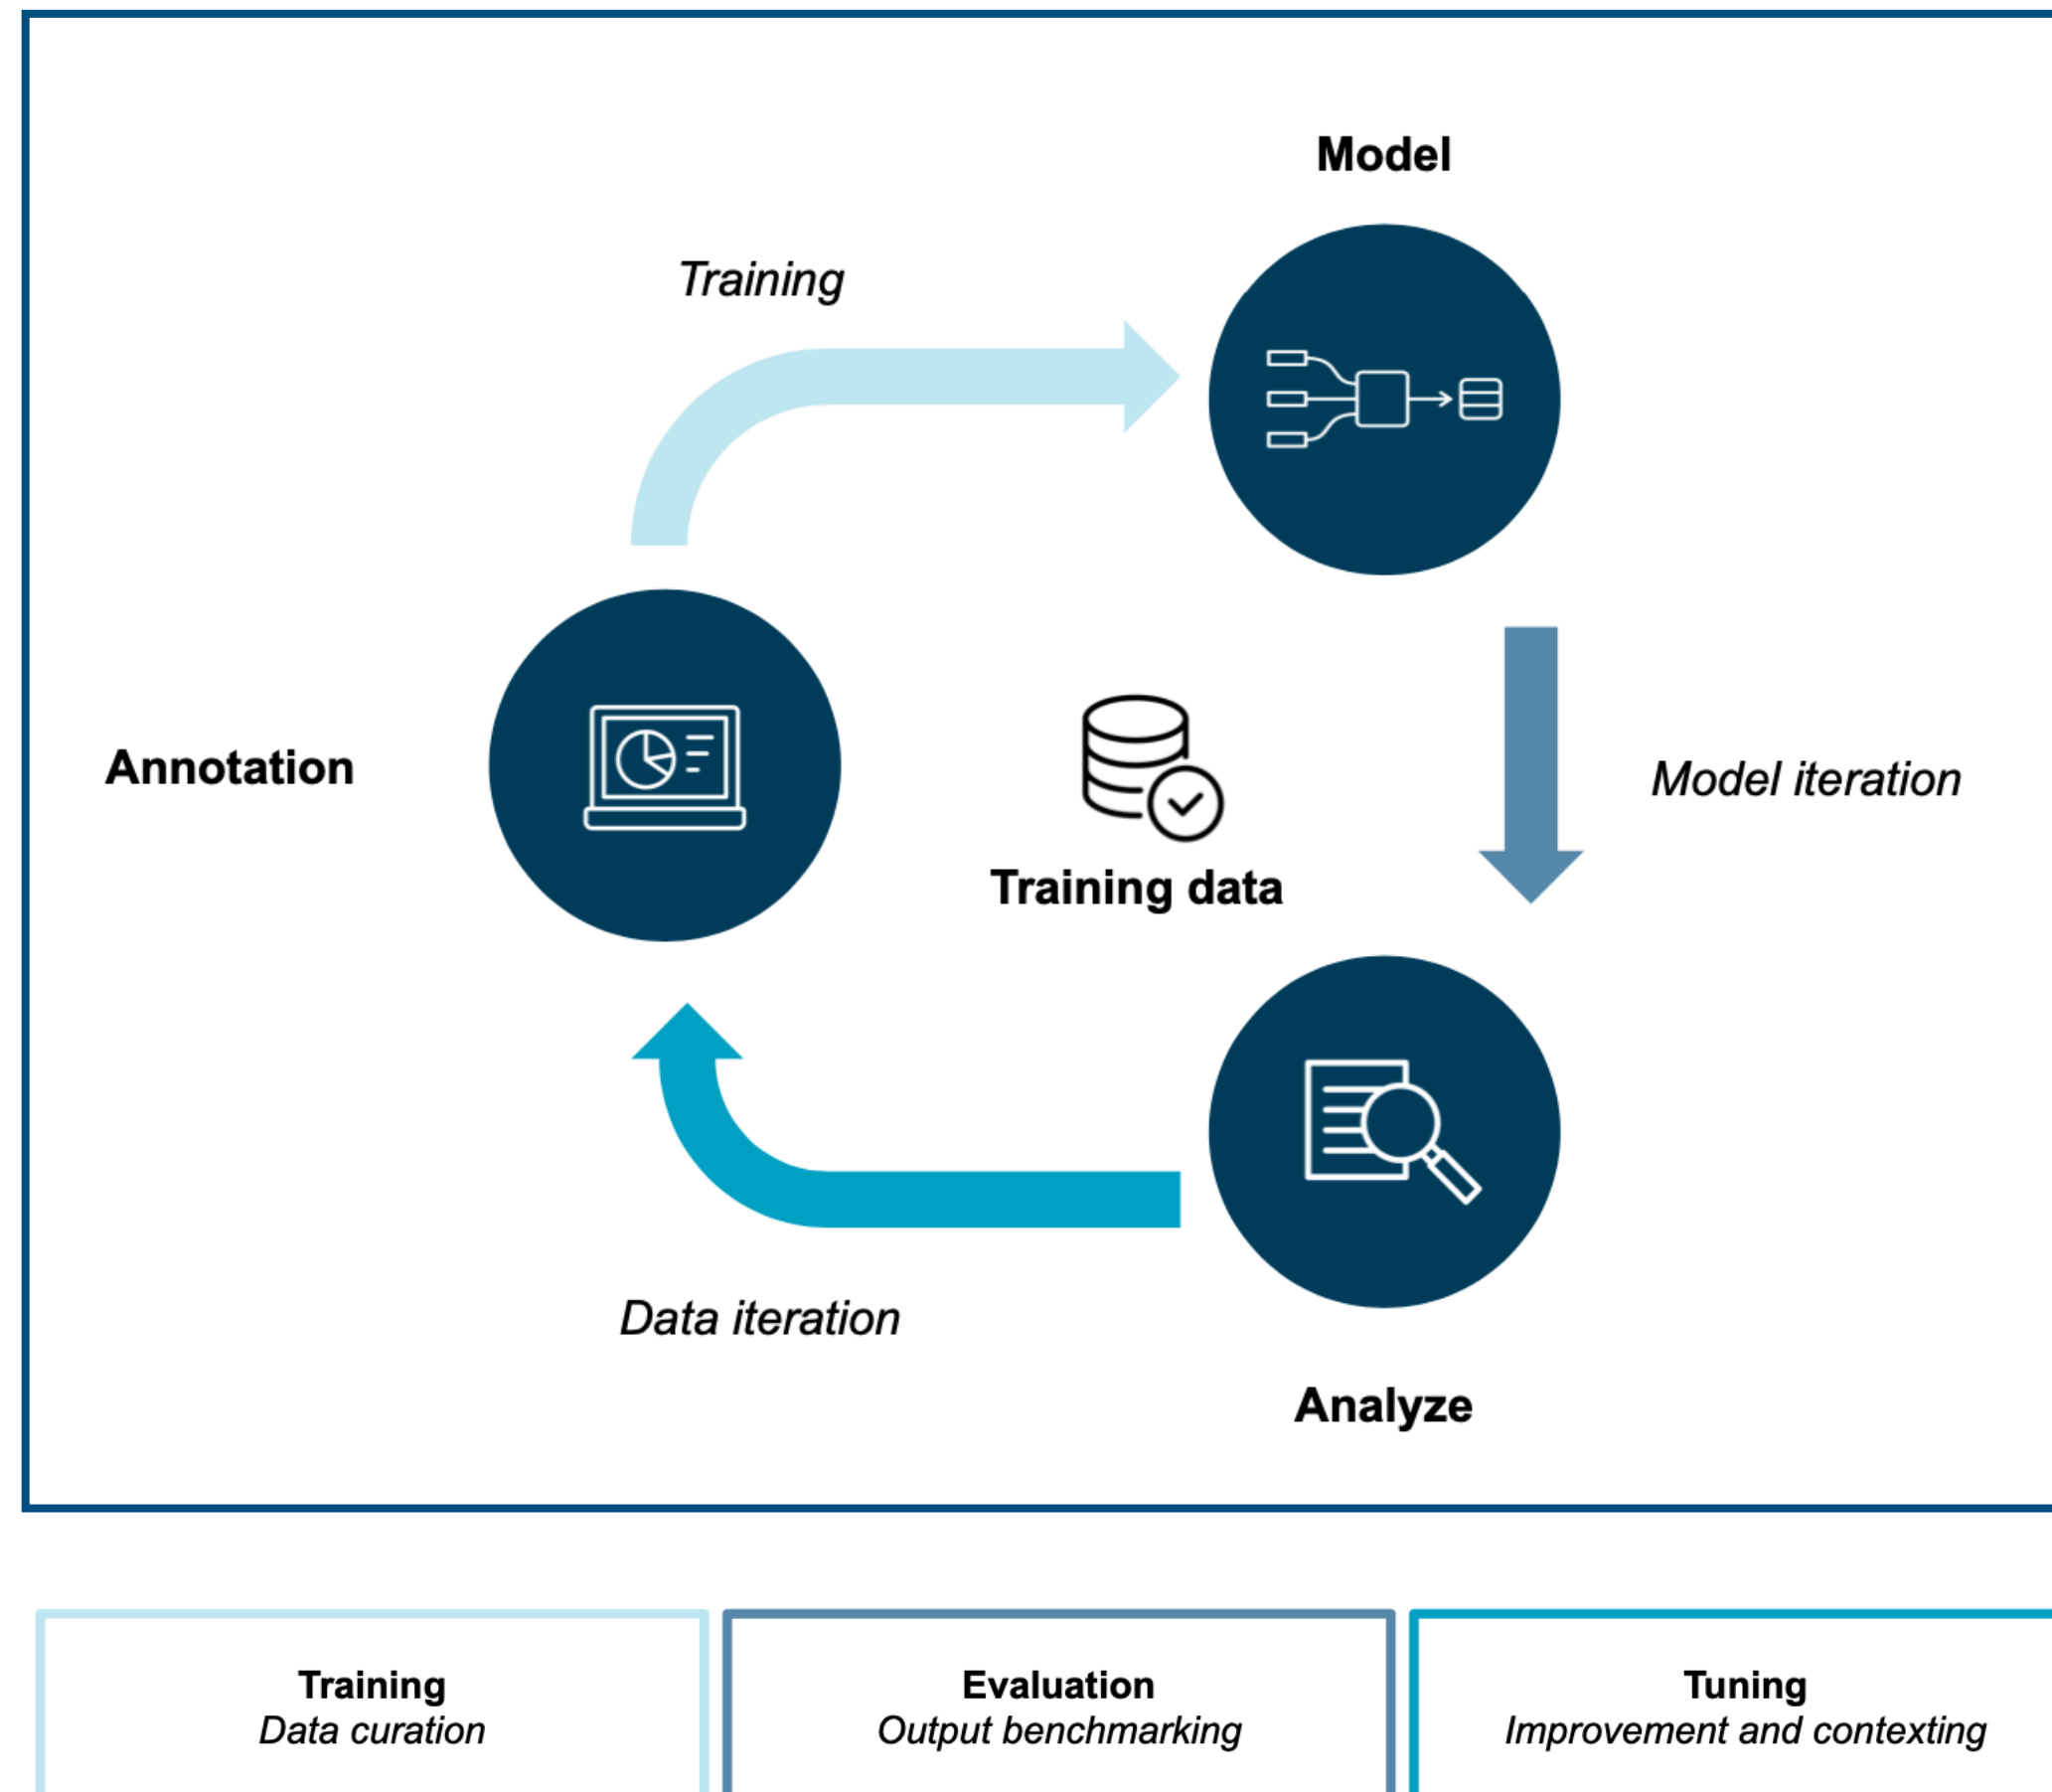 Model
Training
Annotation
Training data
Model iteration
Data iteration
Analyze
Training
Data curation
Evaluation
Output benchmarking
Tuning
Improvement and contexting